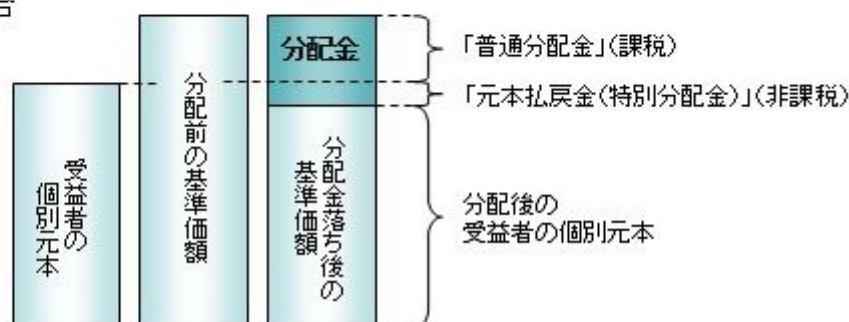 分配金
「普通分配金」(課税)
「元本払戻金(特別分配金)」(非課税)
受益者の
個別元本
分配前の基準価額
分配金落ち後の
基準価額
分配後の
受益者の個別元本